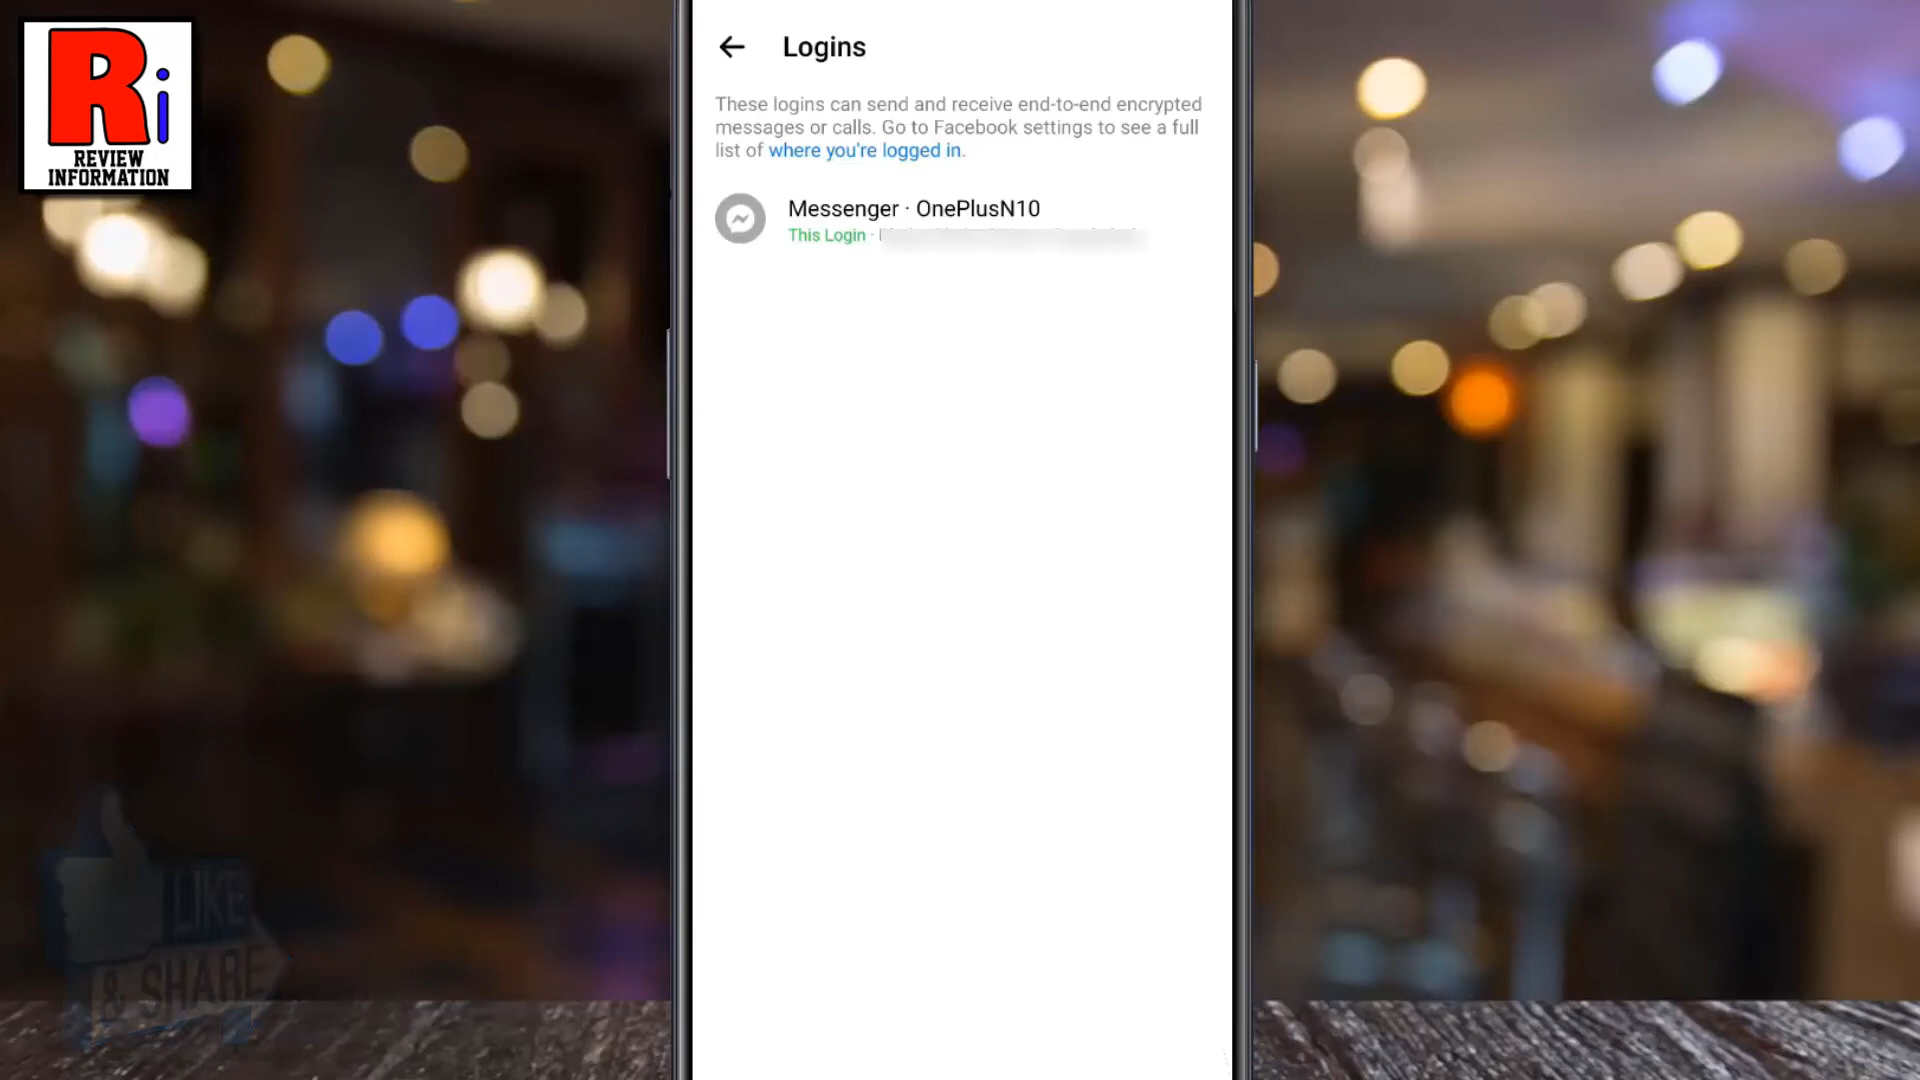 Ri
REVIEW
INFORMATION
Logins
These logins can send and receive end-to-end encrypted
messages or calls. Go to Facebook settings to see a full
list of where you're logged in.
Messenger · OnePlusN10
This Login ·
LIKE
& SHARE